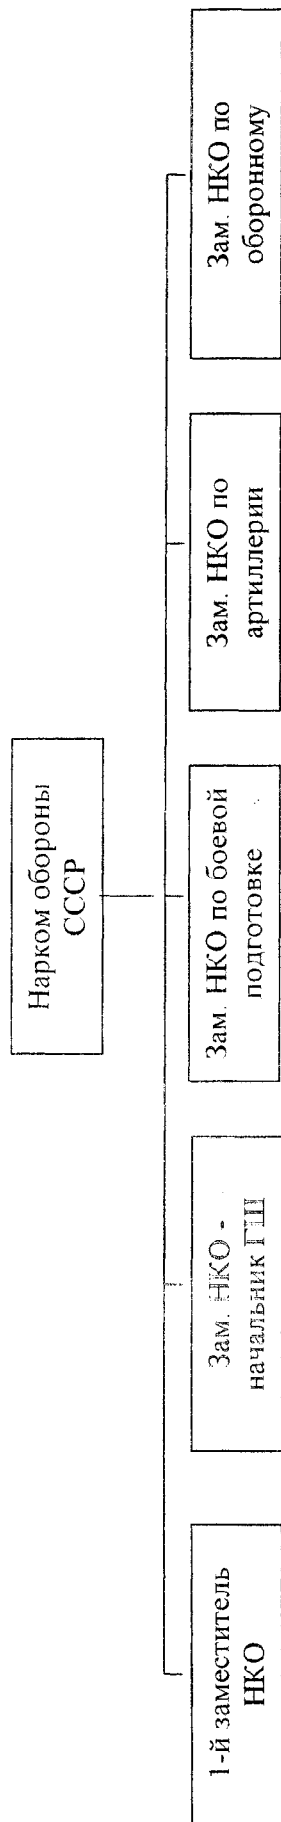 Нарком обороны
СССР
1-й заместитель
НКО
Зам. НКО -
начальник ГШ
Зам. НКО по боевой
подготовке
Зам. НКО по
артиллерии
Зам. НКО по
оборонному